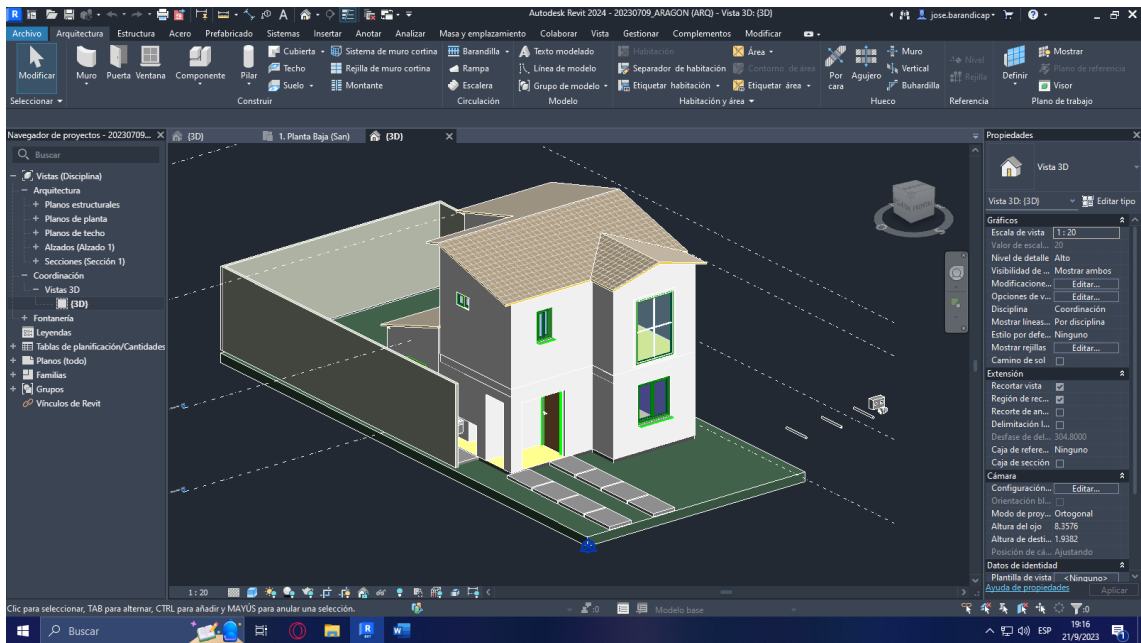 Autodesk Revit 2024 - 20230709_ARAGON (ARQ) - Vista 3D: {3D}
jose.barandicap
Archivo Arquitectura Estructura Acero Prefabricado Sistemas Insertar Anotar Analizar Masa y emplazamiento Colaborar Vista Gestionar Complementos Modificar
Modificar
Muro Puerta Ventana Componente Pilar
Cubierta Sistema de muro cortina
Techo Rejilla de muro cortina
Suelo Montante
Barandilla
Rampa
Escalera
Texto modelado
Línea de modelo
Grupo de modelo
Habitación Área
Separador de habitación Contorno de área
Etiquetar habitación Etiquetar área
Por cara Agujero
Muro
Vertical
Buhardilla
Nivel
Rejilla
Definir
Mostrar
Plano de referencia
Visor
Seleccionar Construir Circulación Modelo Habitación y área Hueco Referencia Plano de trabajo
Navegador de proyectos - 20230709...
{3D} 1. Planta Baja (San) {3D}
Buscar
Vistas (Disciplina)
Arquitectura
Planos estructurales
Planos de planta
Planos de techo
Alzados (Alzado 1)
Secciones (Sección 1)
Coordinación
Vistas 3D
{3D}
Fontanería
Leyendas
Tablas de planificación/Cantidades
Planos (todo)
Familias
Grupos
Vínculos de Revit
Propiedades
Vista 3D
Vista 3D: {3D} Editar tipo
Gráficos
Escala de vista 1 : 20
Valor de escal... 20
Nivel de detalle Alto
Visibilidad de ... Mostrar ambos
Modificacione... Editar...
Opciones de v... Editar...
Disciplina Coordinación
Mostrar líneas... Por disciplina
Estilo por defe... Ninguno
Mostrar rejillas Editar...
Camino de sol
Extensión
Recortar vista
Región de rec...
Recorte de an...
Delimitación l...
Desfase de del... 304.8000
Caja de refere... Ninguno
Caja de sección
Cámara
Configuración... Editar...
Orientación bl...
Modo de proy... Ortogonal
Altura del ojo 8.3576
Altura de desti... 1.9382
Posición de cá... Ajustando
Datos de identidad
Plantilla de vista <Ninguno>
Ayuda de propiedades Aplicar
1 : 20
Clic para seleccionar, TAB para alternar, CTRL para añadir y MAYÚS para anular una selección.
:0 Modelo base
:0
Buscar
ESP
19:16
21/9/2023